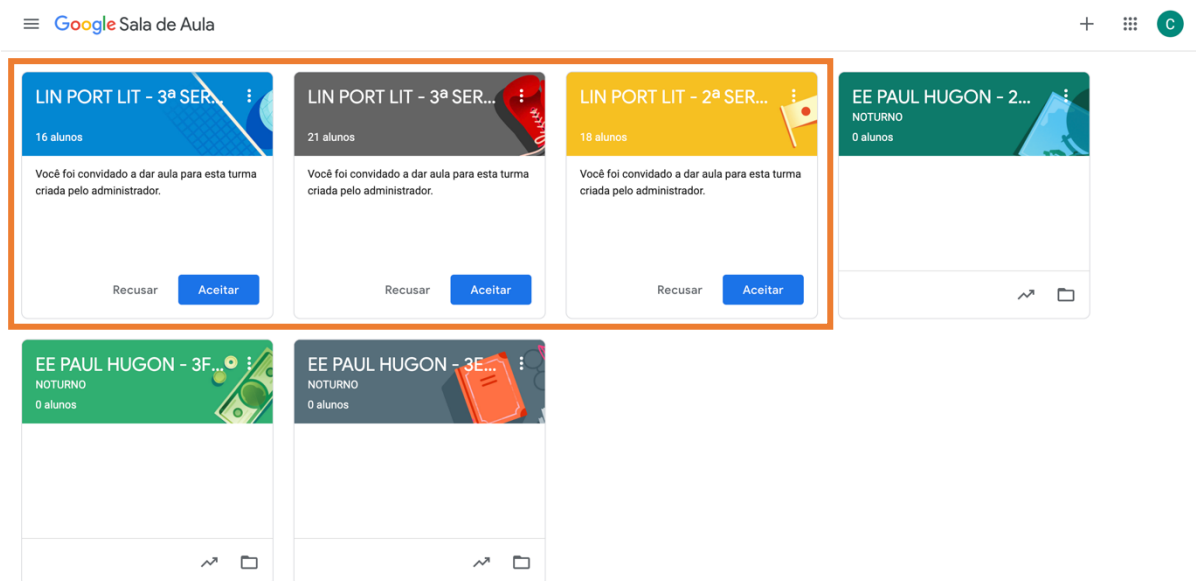 Google Sala de Aula
C
LIN PORT LIT - 3ª SER...
16 alunos
Você foi convidado a dar aula para esta turma
criada pelo administrador.
Recusar Aceitar
LIN PORT LIT - 3ª SER...
21 alunos
Você foi convidado a dar aula para esta turma
criada pelo administrador.
Recusar Aceitar
LIN PORT LIT - 2ª SER...
18 alunos
Você foi convidado a dar aula para esta turma
criada pelo administrador.
Recusar Aceitar
EE PAUL HUGON - 2...
NOTURNO
0 alunos
EE PAUL HUGON - 3F...
NOTURNO
0 alunos
EE PAUL HUGON - 3E...
NOTURNO
0 alunos